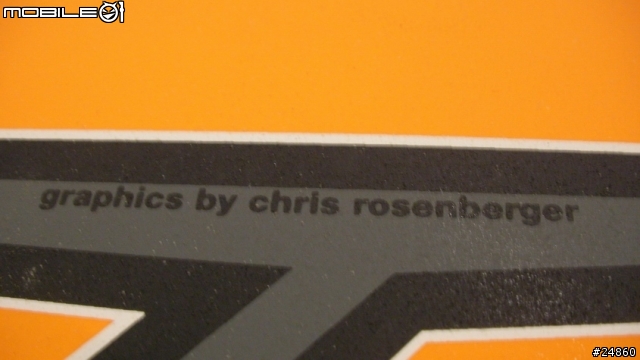 MOBILE01
graphics by chris rosenberger
#24860